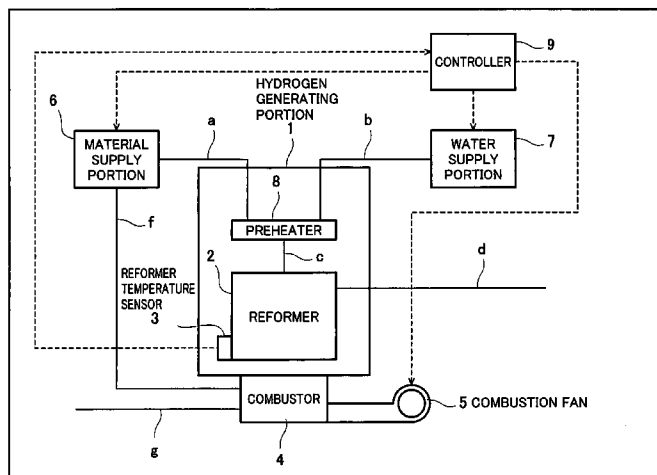 9
CONTROLLER
HYDROGEN
GENERATING
PORTION
6
1
a
b
MATERIAL
SUPPLY
PORTION
WATER
SUPPLY
PORTION
7
8
PREHEATER
f
c
d
REFORMER
TEMPERATURE
SENSOR
3
2
REFORMER
COMBUSTOR
5 COMBUSTION FAN
g
4